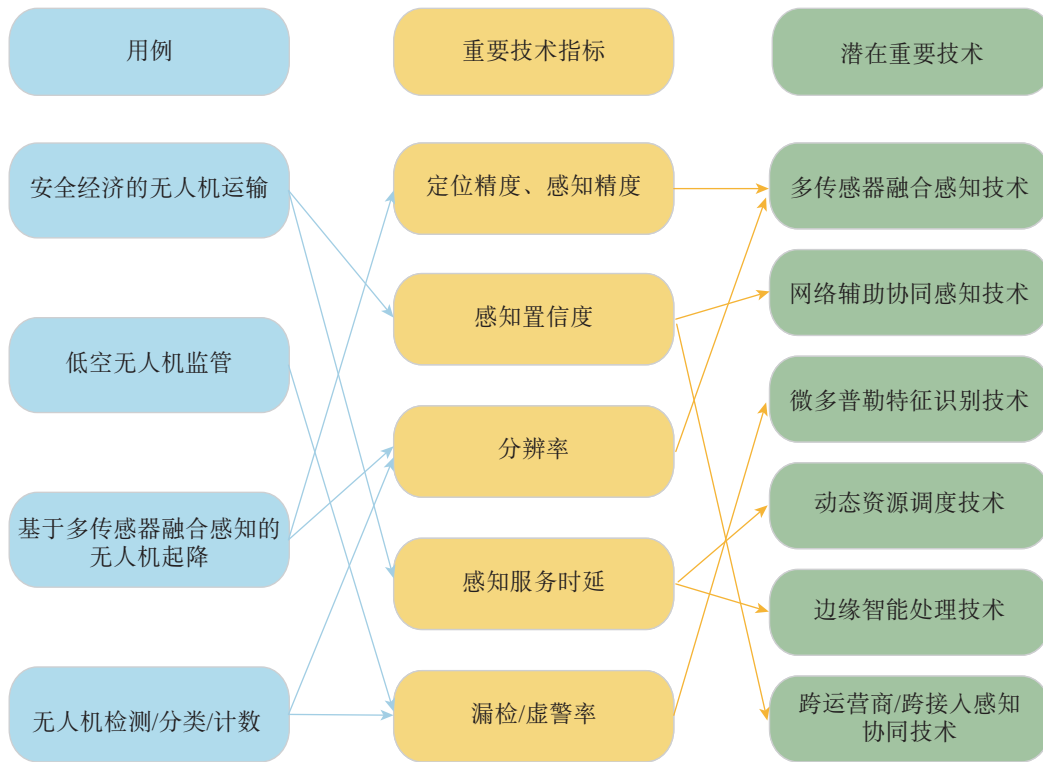 用例
重要技术指标
潜在重要技术
安全经济的无人机运输
定位精度、感知精度
多传感器融合感知技术
感知置信度
网络辅助协同感知技术
低空无人机监管
微多普勒特征识别技术
分辨率
动态资源调度技术
基于多传感器融合感知的
无人机起降
感知服务时延
边缘智能处理技术
无人机检测/分类/计数
漏检/虚警率
跨运营商/跨接入感知
协同技术